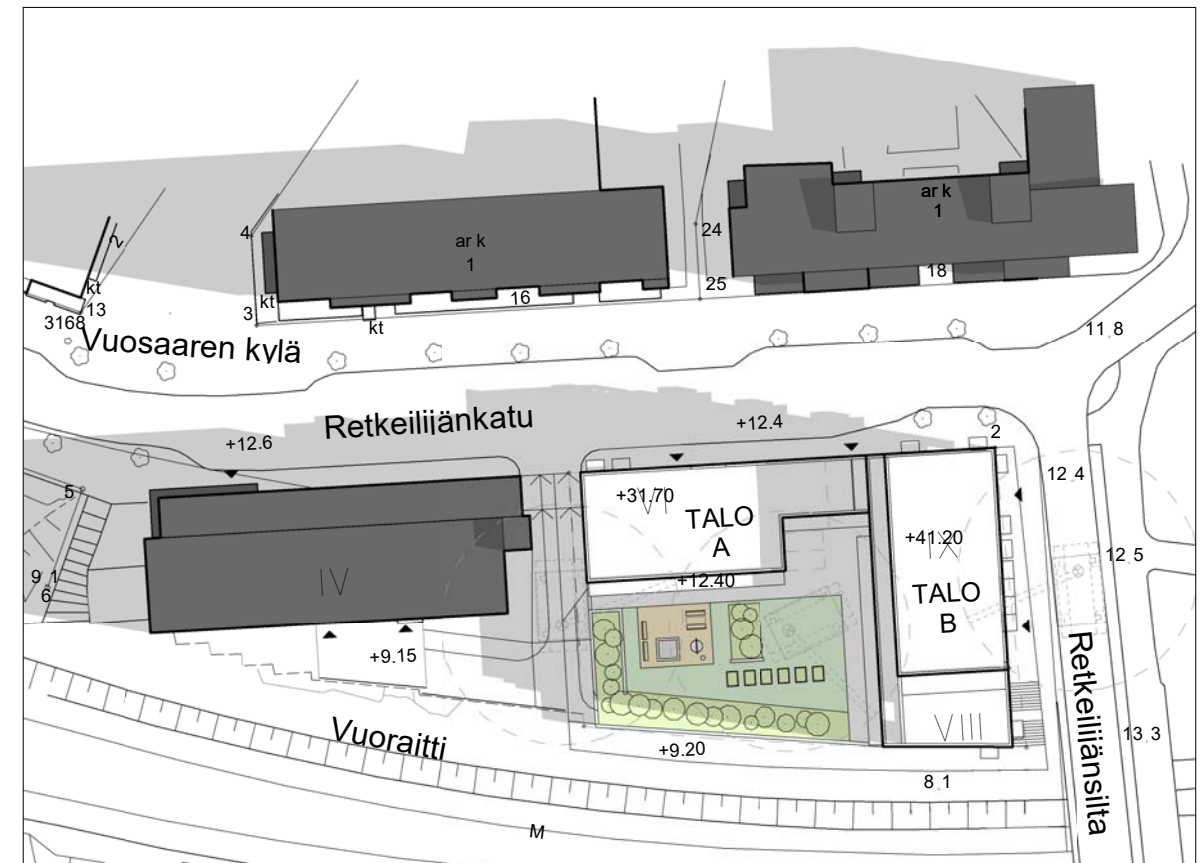 ar k
1
ar k
1
4
24
2
18
25
16
kt
kt
13
3
kt
3168
11.8
Vuosaaren kylä
Retkeilijänkatu
+12.4
+12.6
2
12.4
5
+31.70
VI
TALO
A
+41.20
IX
12.5
9.1
6
IV
+12.40
TALO
B
+9.15
Retkeilijänsilta
Vuoraitti
VIII
13.3
+9.20
8.1
M